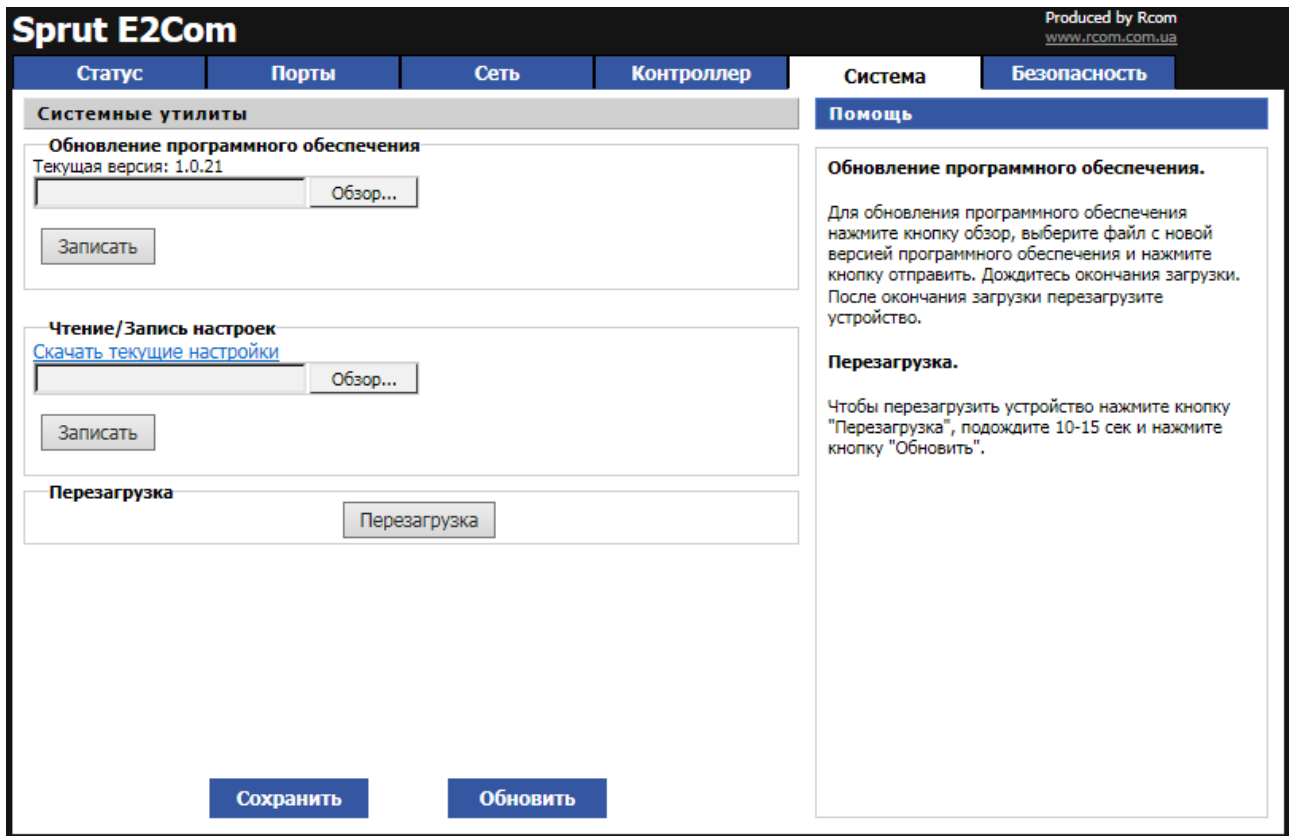 Sprut E2Com
Produced by Rcom
www.rcom.com.ua
Статус
Порты
Сеть
Контроллер
Система
Безопасность
Системные утилиты
Обновление программного обеспечения
Текущая версия: 1.0.21
Обзор...
Записать
Чтение/Запись настроек
Скачать текущие настройки
Обзор...
Записать
Перезагрузка
Перезагрузка
Сохранить
Обновить
Помощь
Обновление программного обеспечения.
Для обновления программного обеспечения
нажмите кнопку обзор, выберите файл с новой
версией программного обеспечения и нажмите
кнопку отправить. Дождитесь окончания загрузки.
После окончания загрузки перезагрузите
устройство.
Перезагрузка.
Чтобы перезагрузить устройство нажмите кнопку
"Перезагрузка", подождите 10-15 сек и нажмите
кнопку "Обновить".